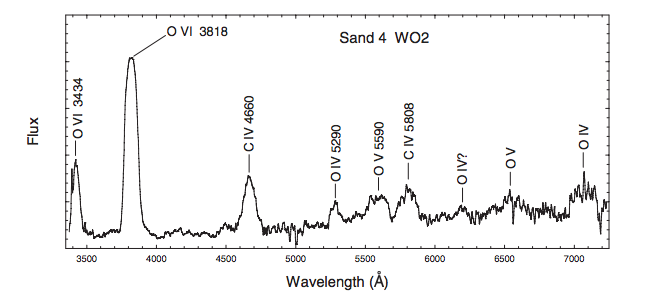 O VI 3818
Sand 4 WO2
O VI 3434
C IV 4660
O IV 5290
O V 5590
C IV 5808
O IV?
O V
O IV
Flux
3500 4000 4500 5000 5500 6000 6500 7000
Wavelength (Å)